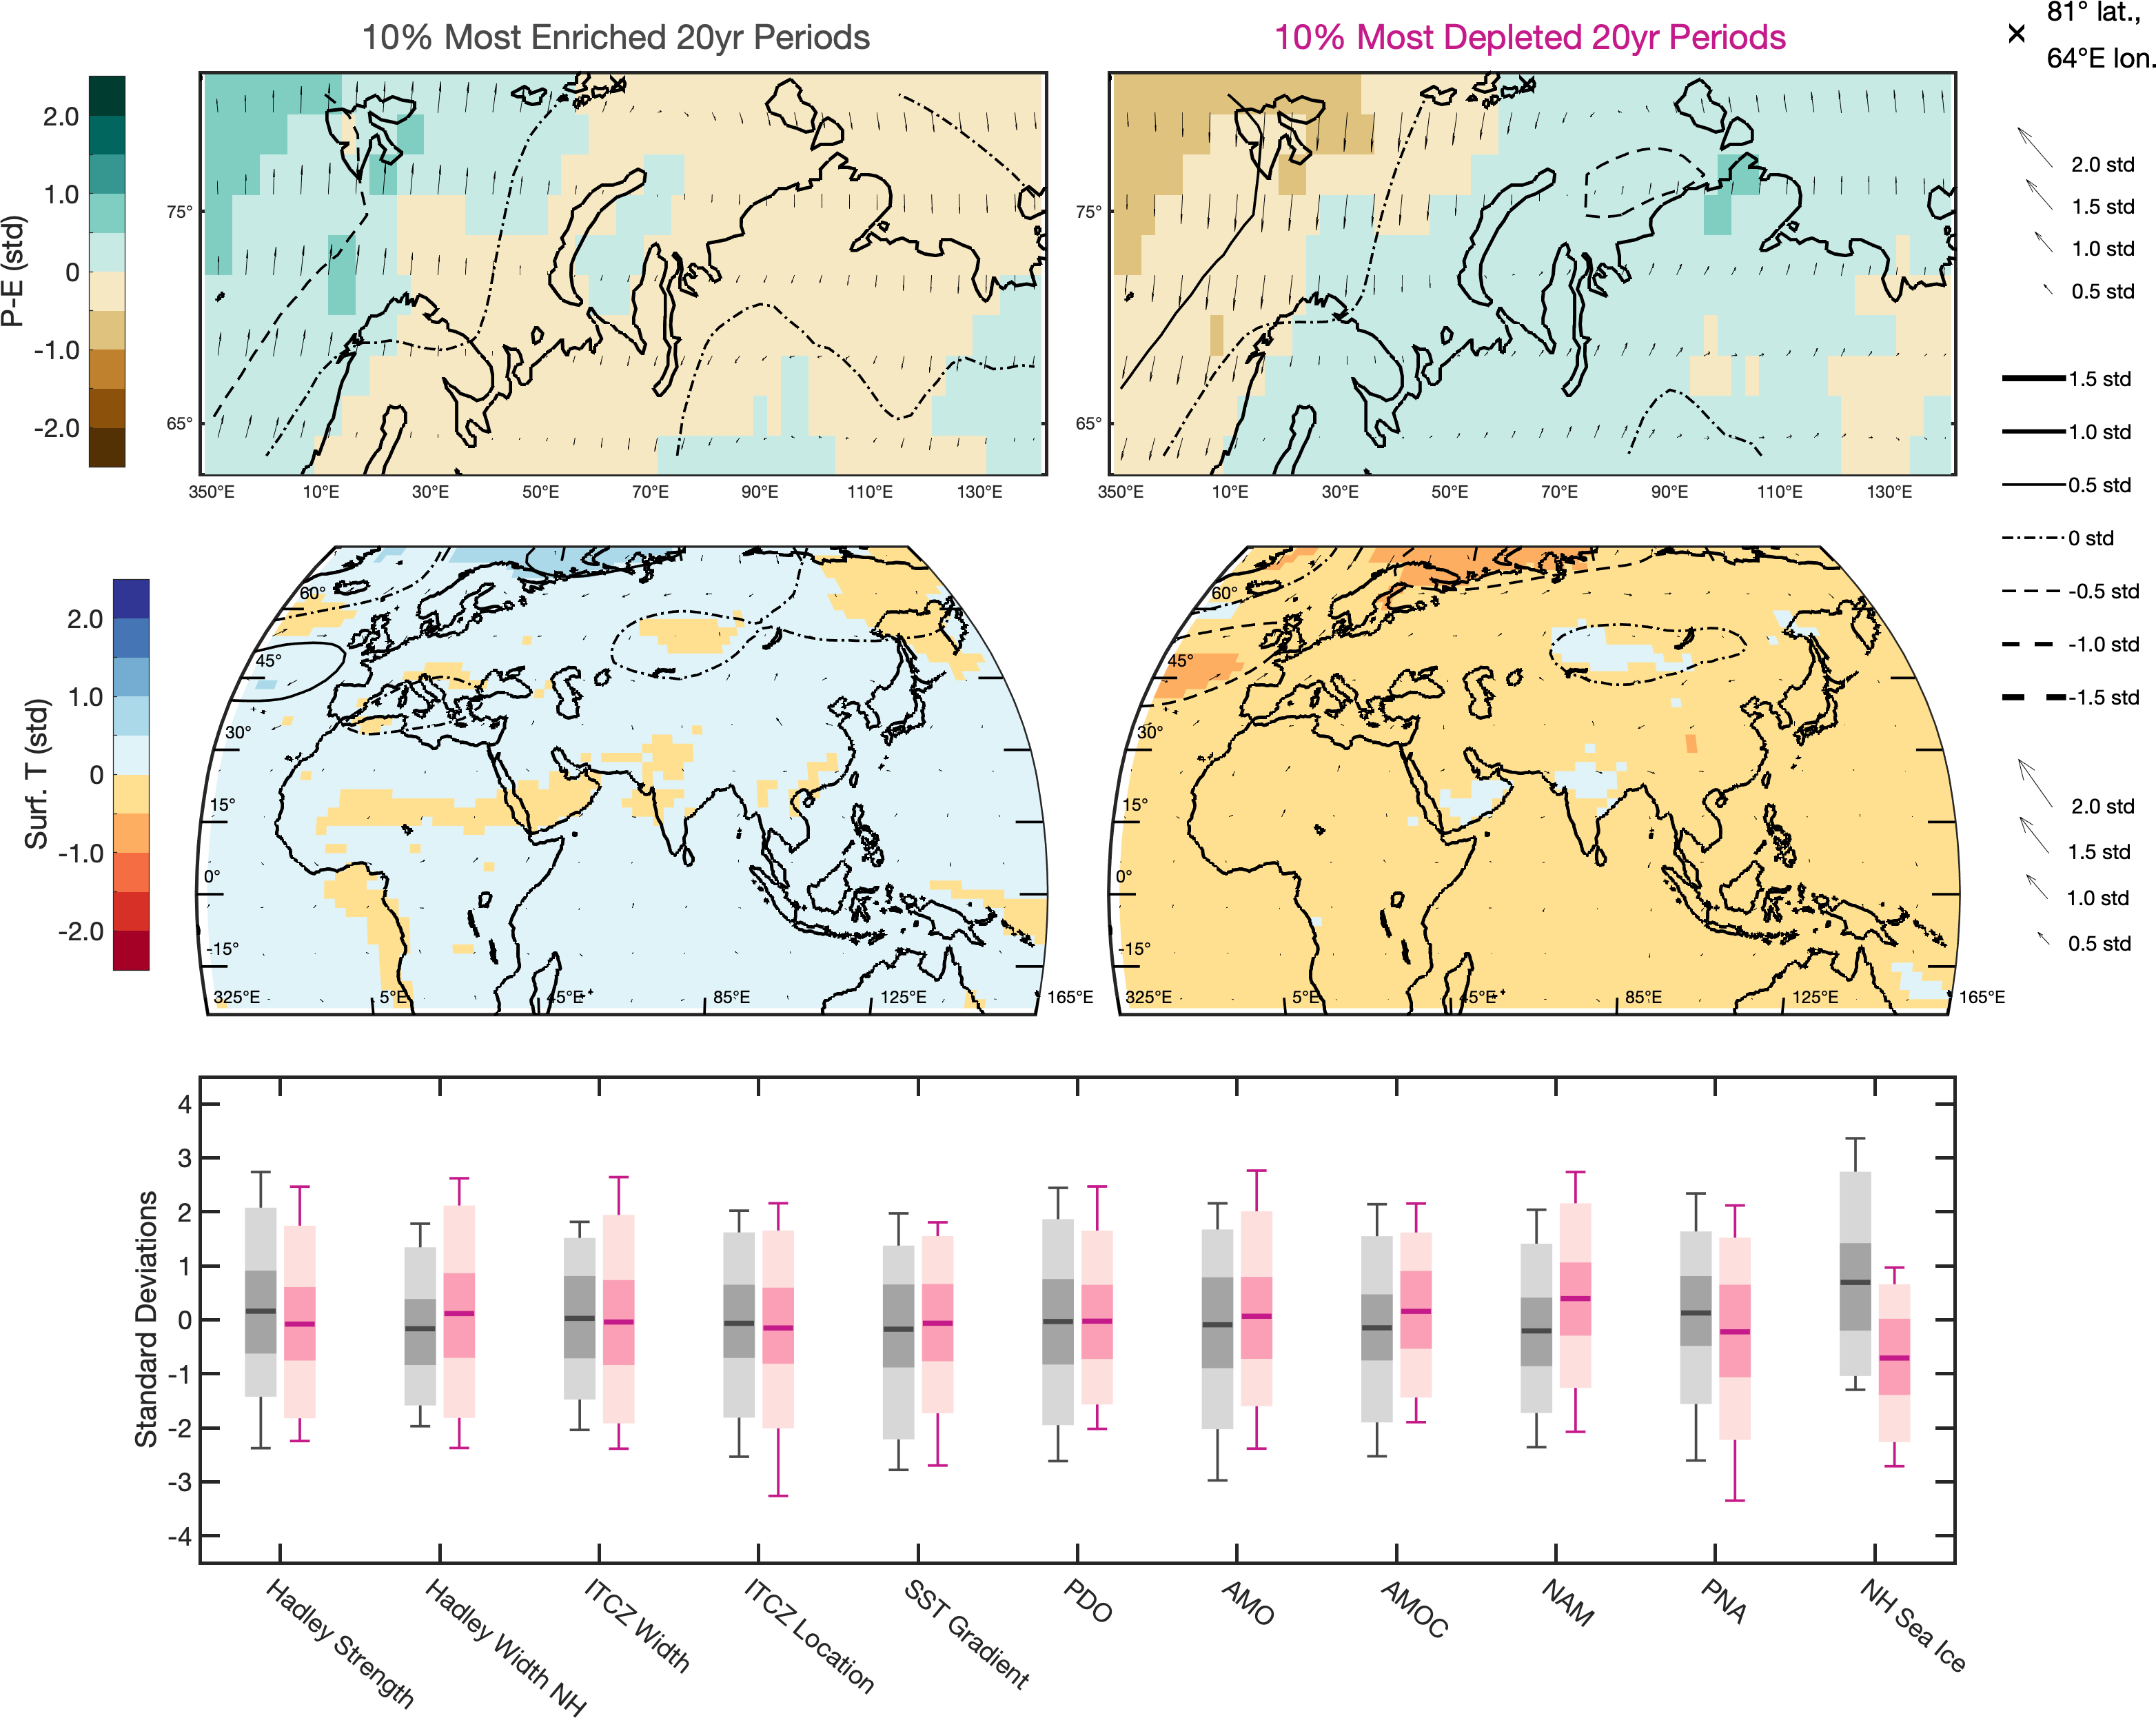 10% Most Enriched 20yr Periods
10% Most Depleted 20yr Periods
81° lat.,
64°E lon.
P-E (std)
2.0
1.0
0
-1.0
-2.0
75°
65°
350°E 10°E 30°E 50°E 70°E 90°E 110°E 130°E
75°
65°
350°E 10°E 30°E 50°E 70°E 90°E 110°E 130°E
2.0 std
1.5 std
1.0 std
0.5 std
1.5 std
1.0 std
0.5 std
0 std
-0.5 std
-1.0 std
-1.5 std
Surf. T (std)
2.0
1.0
0
-1.0
-2.0
60°
45°
30°
15°
0°
-15°
325°E 5°E 45°E 85°E 125°E 165°E
60°
45°
30°
15°
0°
-15°
325°E 5°E 45°E 85°E 125°E 165°E
2.0 std
1.5 std
1.0 std
0.5 std
Standard Deviations
4
3
2
1
0
-1
-2
-3
-4
Hadley Strength
Hadley Width NH
ITCZ Width
ITCZ Location
SST Gradient
PDO
AMO
AMOC
NAM
PNA
NH Sea Ice